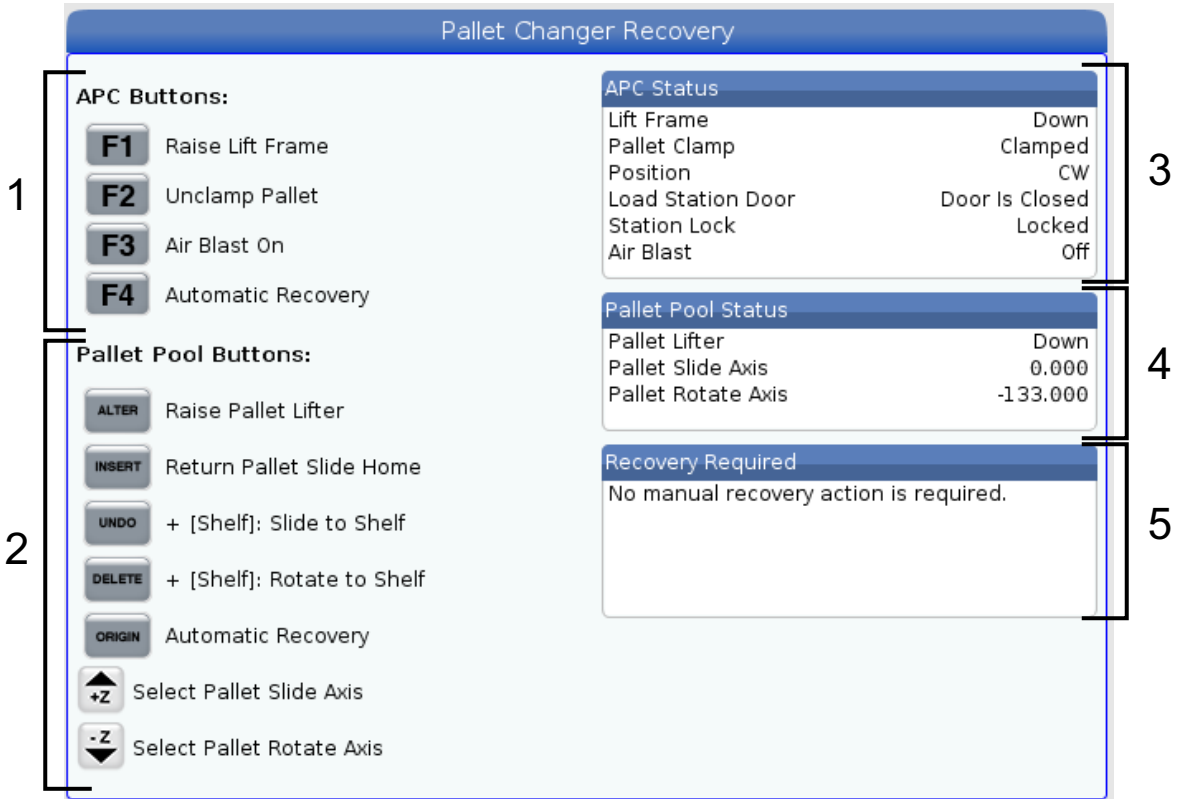 Pallet Changer Recovery
1
APC Buttons:
F1 Raise Lift Frame
F2 Unclamp Pallet
F3 Air Blast On
F4 Automatic Recovery
2
Pallet Pool Buttons:
ALTER Raise Pallet Lifter
INSERT Return Pallet Slide Home
UNDO + [Shelf]: Slide to Shelf
DELETE + [Shelf]: Rotate to Shelf
ORIGIN Automatic Recovery
+Z Select Pallet Slide Axis
-Z Select Pallet Rotate Axis
3
APC Status
Lift Frame Down
Pallet Clamp Clamped
Position CW
Load Station Door Door Is Closed
Station Lock Locked
Air Blast Off
4
Pallet Pool Status
Pallet Lifter Down
Pallet Slide Axis 0.000
Pallet Rotate Axis -133.000
5
Recovery Required
No manual recovery action is required.